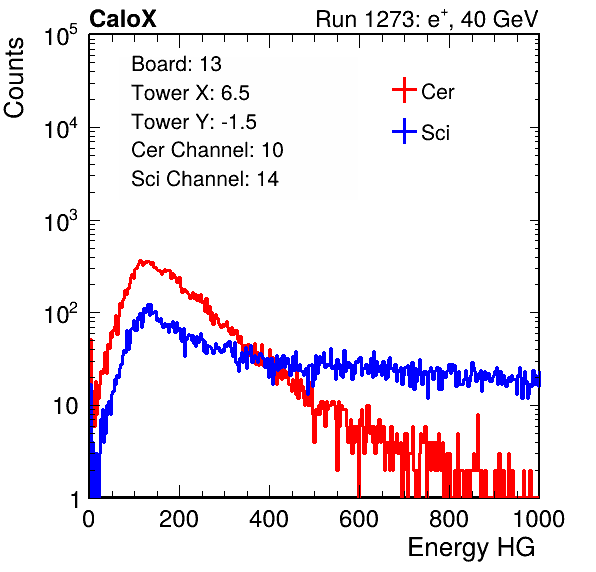 CaloX Run 1273: e⁺, 40 GeV
Counts
10⁵
10⁴
10³
10²
10
1
Board: 13
Tower X: 6.5
Tower Y: -1.5
Cer Channel: 10
Sci Channel: 14
Cer
Sci
0 200 400 600 800 1000
Energy HG